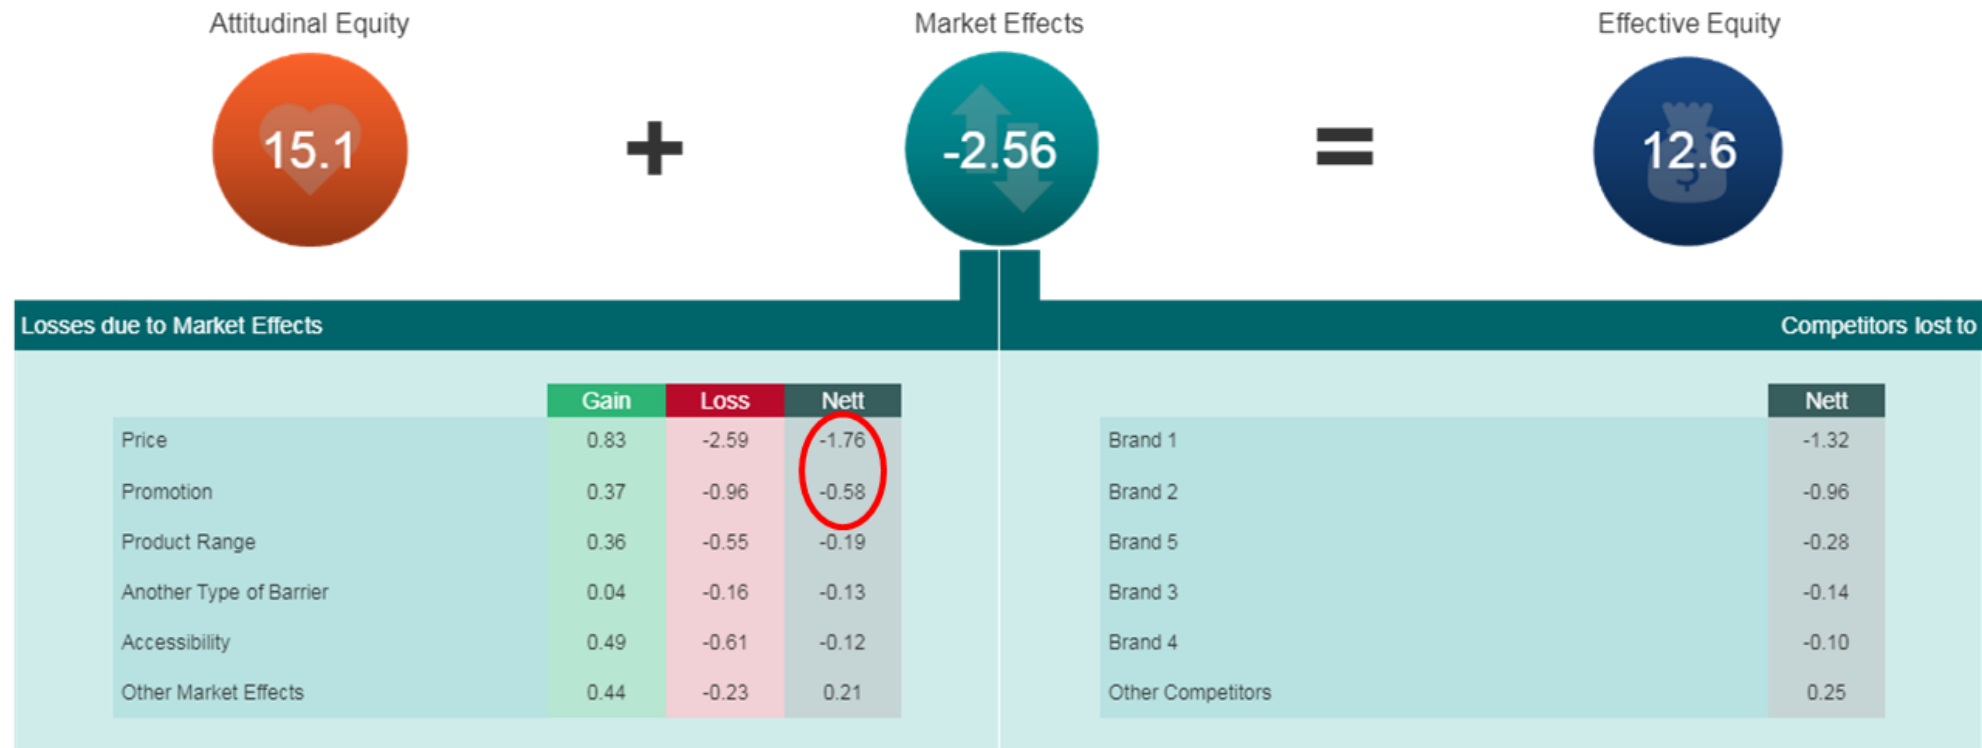 Attitudinal Equity Market Effects Effective Equity
15.1 + -2.56 = 12.6
Losses due to Market Effects Competitors lost to
Gain Loss Nett Nett
Price 0.83 -2.59 -1.76 Brand 1 -1.32
Promotion 0.37 -0.96 -0.58 Brand 2 -0.96
Product Range 0.36 -0.55 -0.19 Brand 5 -0.28
Another Type of Barrier 0.04 -0.16 -0.13 Brand 3 -0.14
Accessibility 0.49 -0.61 -0.12 Brand 4 -0.10
Other Market Effects 0.44 -0.23 0.21 Other Competitors 0.25